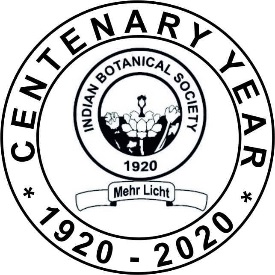 CENTENARY YEAR
* 1920 - 2020 *
INDIAN BOTANICAL SOCIETY
1920
Mehr Licht